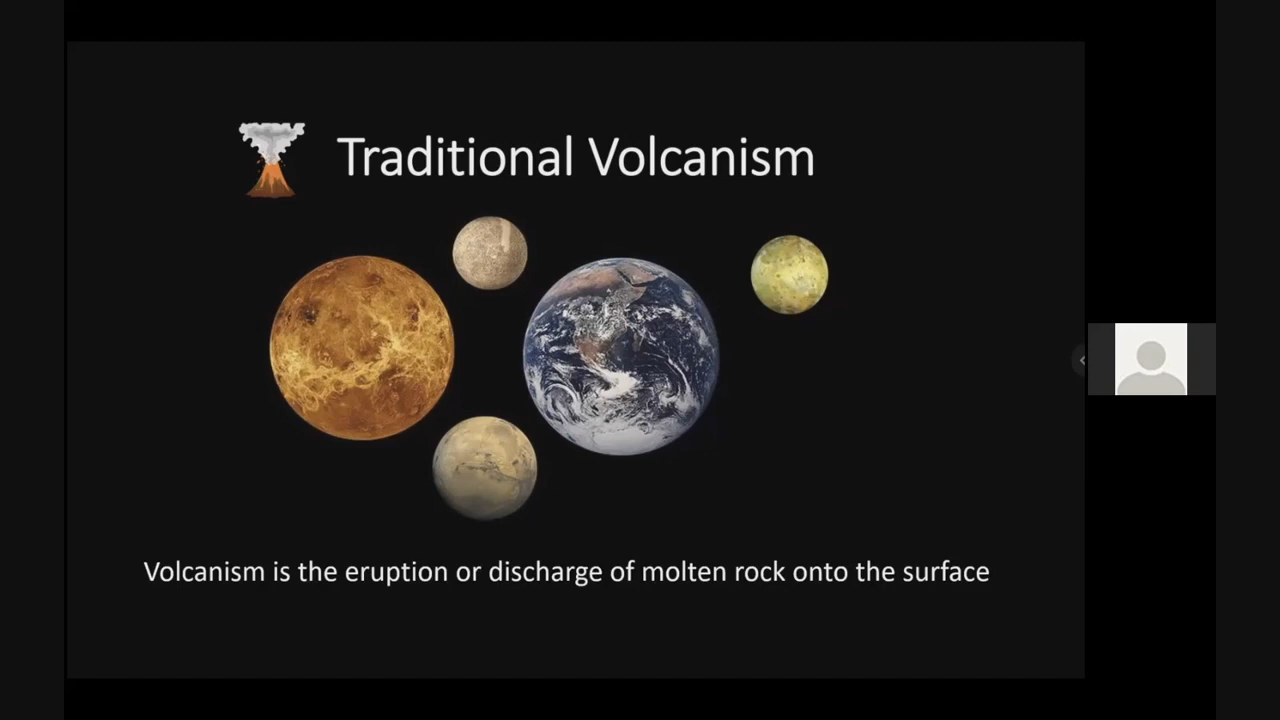 Traditional Volcanism
Volcanism is the eruption or discharge of molten rock onto the surface